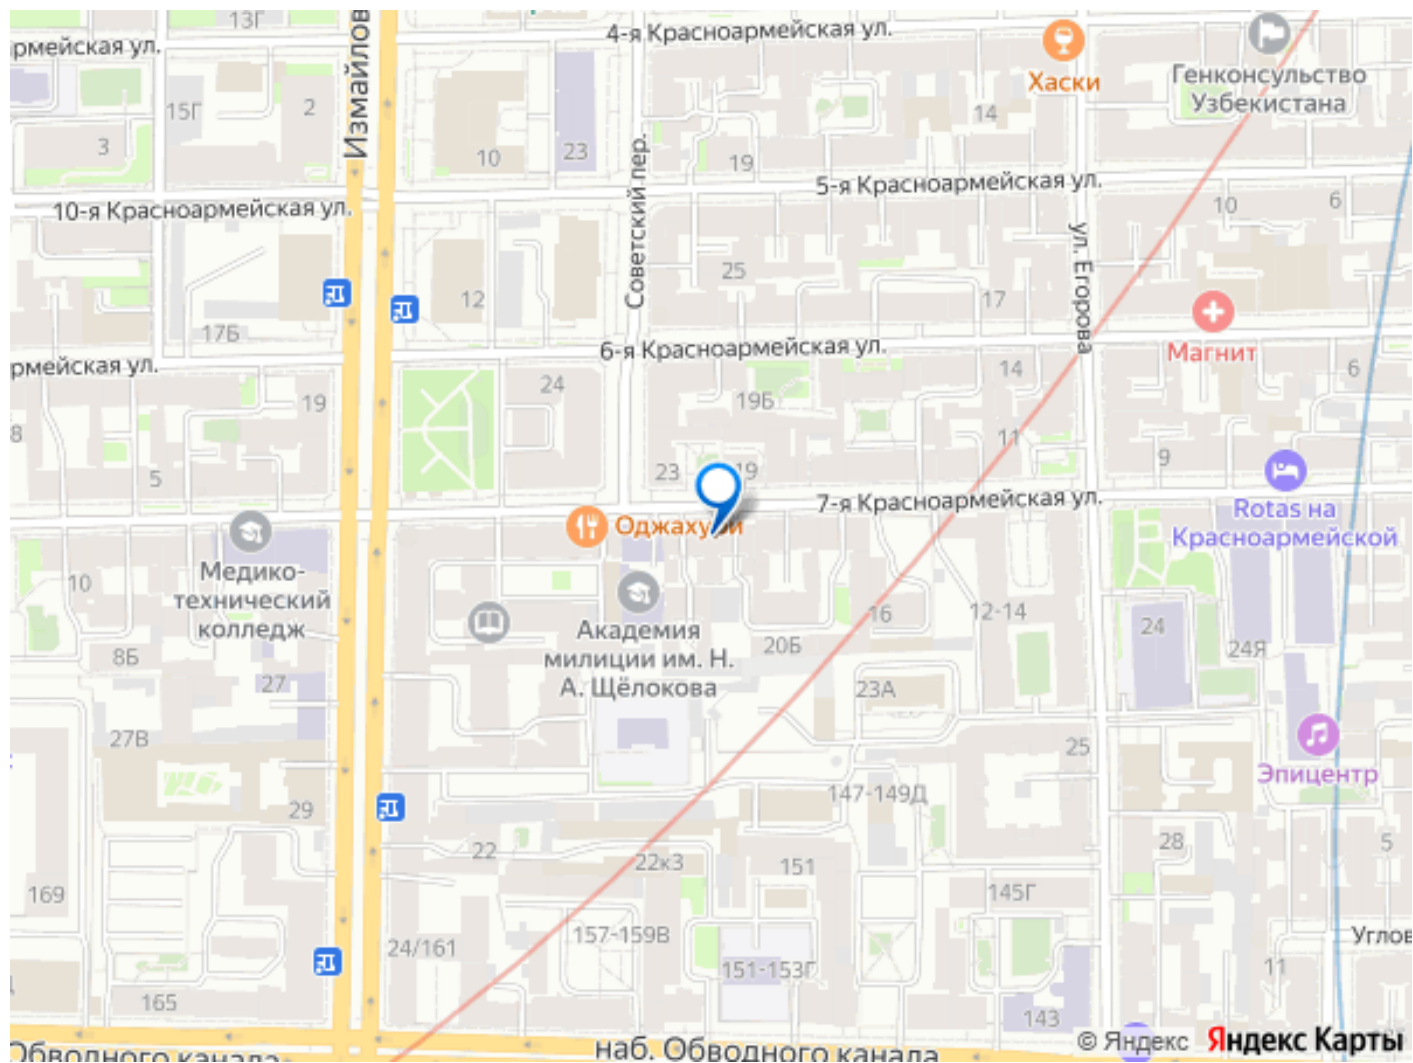 13Г
4-я Красноармейская ул.
рмейская ул.
Измайлов
Хаски
Генконсульство
Узбекистана
15Г
2
3
10
23
19
14
Советский пер.
5-я Красноармейская ул.
10-я Красноармейская ул.
10
6
ул. Егорова
25
12
17
17Б
6-я Красноармейская ул.
Магнит
рмейская ул.
24
14
6
19
19Б
8
11
5
23
19
9
7-я Красноармейская ул.
Rotas на
Красноармейской
Оджахури
Медико-
технический
колледж
10
Академия
милиции им. Н.
А. Щёлокова
16
12-14
24
20Б
24Я
8Б
27
23А
27В
25
Эпицентр
147-149Д
29
28
5
22
22к3
151
169
145Г
157-159В
24/161
Углов
151-153Г
11
165
143
© Яндекс Яндекс Карты
Обводного канала
наб. Обводного канала